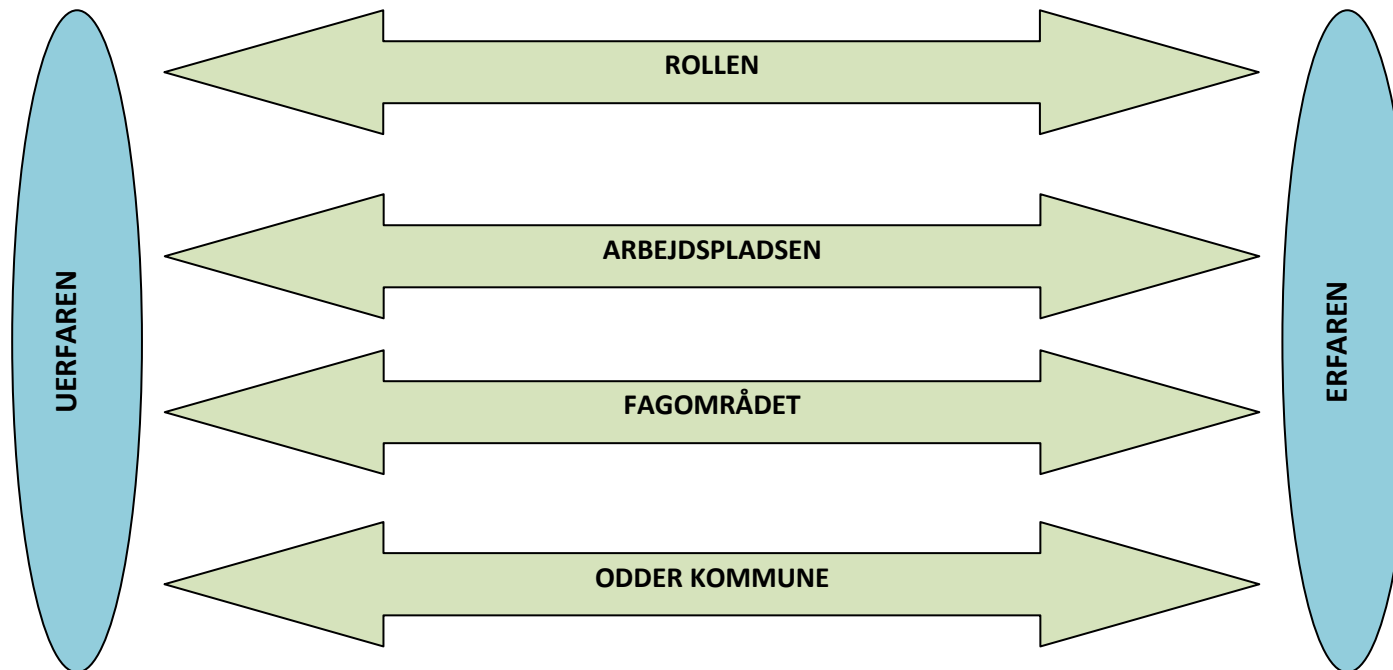 ROLLEN
ARBEJDSPLADSEN
UERFAREN
ERFAREN
FAGOMRÅDET
ODDER KOMMUNE